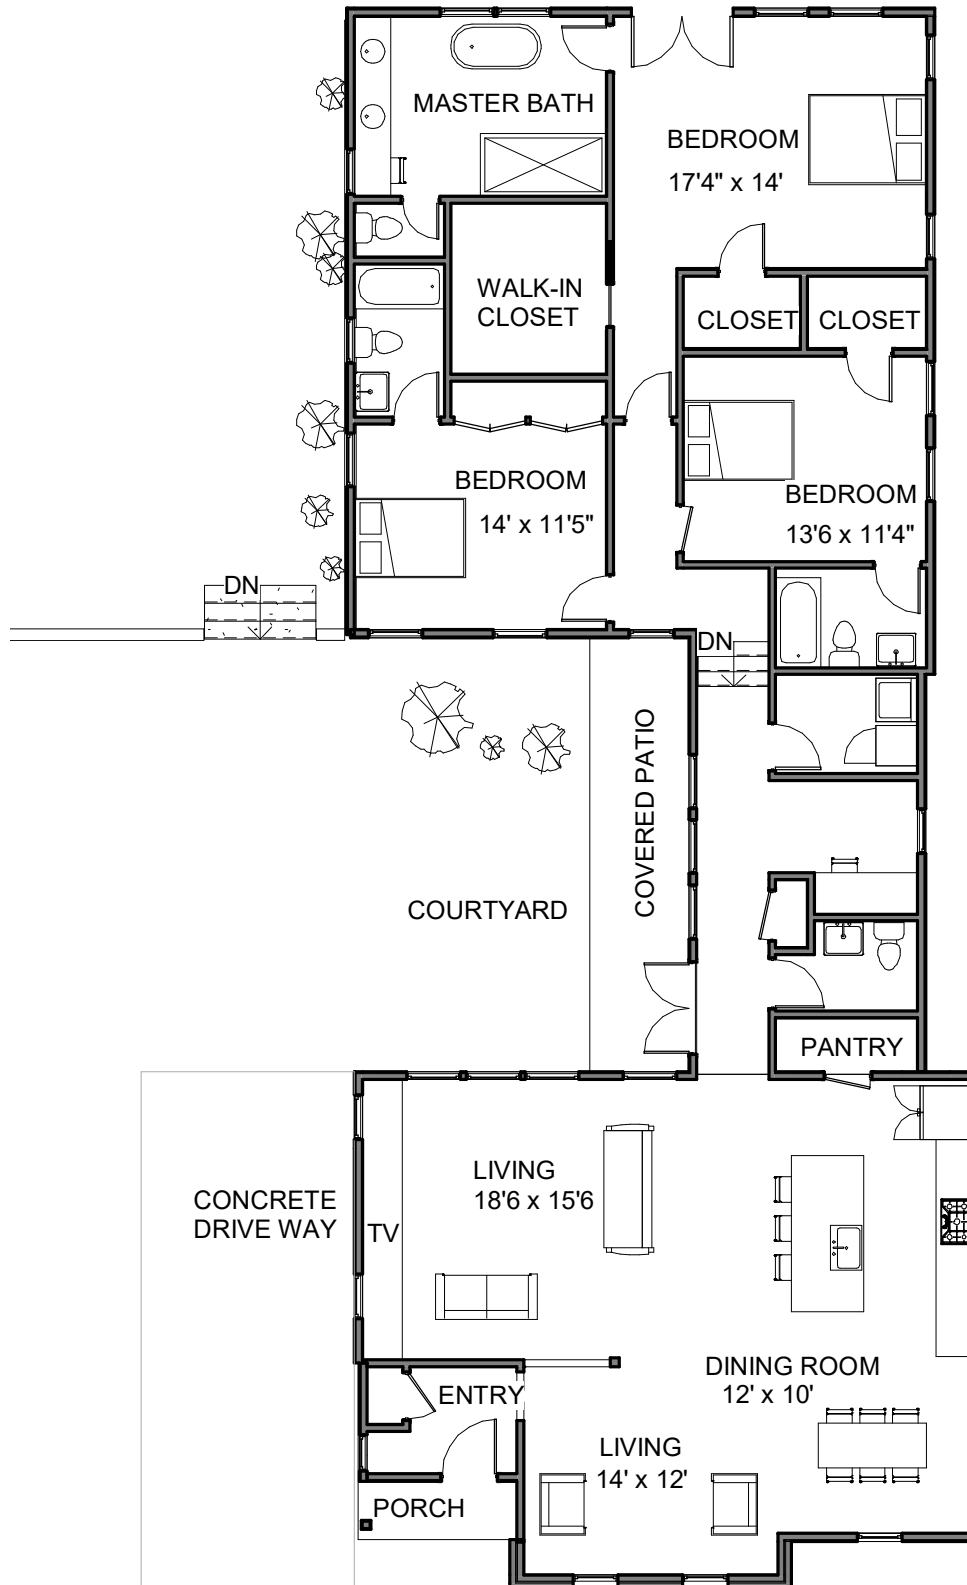 MASTER BATH
BEDROOM
17'4" x 14'
WALK-IN
CLOSET
CLOSET
CLOSET
BEDROOM
14' x 11'5"
BEDROOM
13'6 x 11'4"
DN
DN
COVERED PATIO
COURTYARD
PANTRY
LIVING
18'6 x 15'6
CONCRETE
DRIVE WAY
TV
DINING ROOM
12' x 10'
ENTRY
LIVING
14' x 12'
PORCH